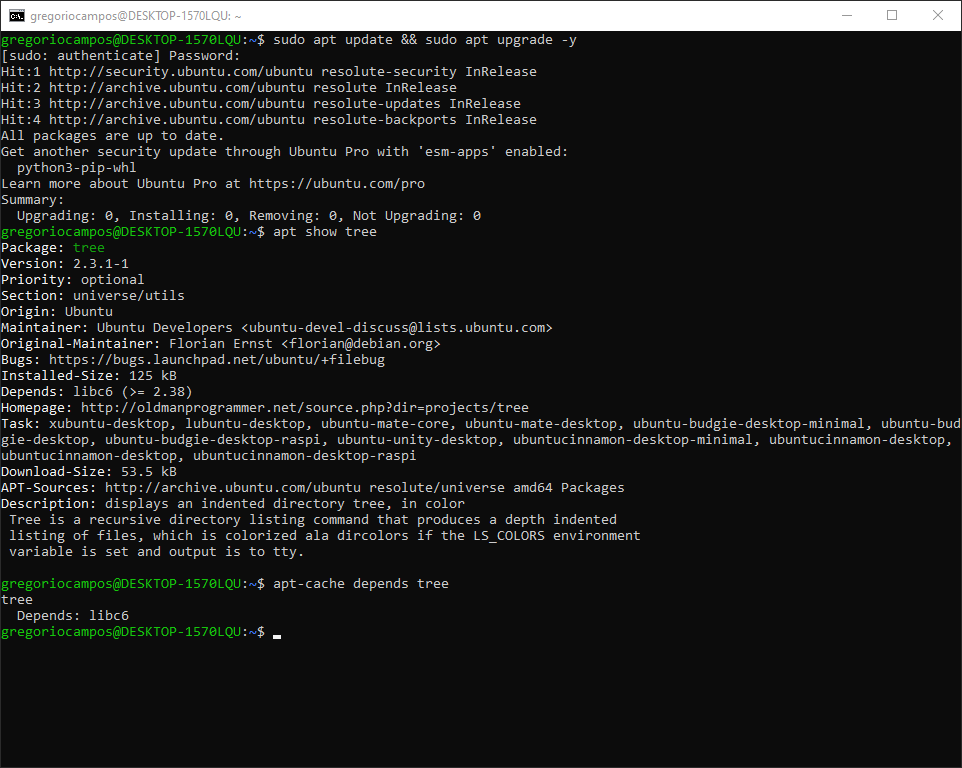 gregoriocampos@DESKTOP-1570LQU: ~
gregoriocampos@DESKTOP-1570LQU:~$ sudo apt update && sudo apt upgrade -y
[sudo: authenticate] Password:
Hit:1 http://security.ubuntu.com/ubuntu resolute-security InRelease
Hit:2 http://archive.ubuntu.com/ubuntu resolute InRelease
Hit:3 http://archive.ubuntu.com/ubuntu resolute-updates InRelease
Hit:4 http://archive.ubuntu.com/ubuntu resolute-backports InRelease
All packages are up to date.
Get another security update through Ubuntu Pro with 'esm-apps' enabled:
  python3-pip-whl
Learn more about Ubuntu Pro at https://ubuntu.com/pro
Summary:
  Upgrading: 0, Installing: 0, Removing: 0, Not Upgrading: 0
gregoriocampos@DESKTOP-1570LQU:~$ apt show tree
Package: tree
Version: 2.3.1-1
Priority: optional
Section: universe/utils
Origin: Ubuntu
Maintainer: Ubuntu Developers <ubuntu-devel-discuss@lists.ubuntu.com>
Original-Maintainer: Florian Ernst <florian@debian.org>
Bugs: https://bugs.launchpad.net/ubuntu/+filebug
Installed-Size: 125 kB
Depends: libc6 (>= 2.38)
Homepage: http://oldmanprogrammer.net/source.php?dir=projects/tree
Task: xubuntu-desktop, lubuntu-desktop, ubuntu-mate-core, ubuntu-mate-desktop, ubuntu-budgie-desktop-minimal, ubuntu-bud
gie-desktop, ubuntu-budgie-desktop-raspi, ubuntu-unity-desktop, ubuntucinnamon-desktop-minimal, ubuntucinnamon-desktop,
ubuntucinnamon-desktop, ubuntucinnamon-desktop-raspi
Download-Size: 53.5 kB
APT-Sources: http://archive.ubuntu.com/ubuntu resolute/universe amd64 Packages
Description: displays an indented directory tree, in color
 Tree is a recursive directory listing command that produces a depth indented
 listing of files, which is colorized ala dircolors if the LS_COLORS environment
 variable is set and output is to tty.
gregoriocampos@DESKTOP-1570LQU:~$ apt-cache depends tree
tree
  Depends: libc6
gregoriocampos@DESKTOP-1570LQU:~$